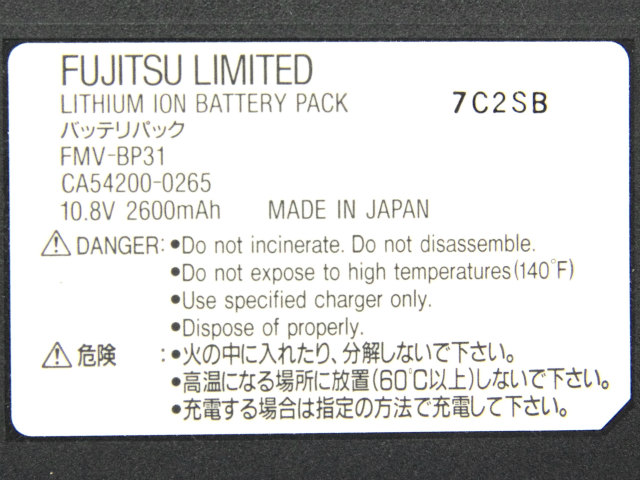 FUJITSU LIMITED
LITHIUM ION BATTERY PACK
7C2SB
バッテリパック
FMV-BP31
CA54200-0265
10.8V 2600mAh MADE IN JAPAN
⚠ DANGER: •Do not incinerate. Do not disassemble.
•Do not expose to high temperatures(140°F)
•Use specified charger only.
•Dispose of properly.
⚠ 危険 :•火の中に入れたり、分解しないで下さい。
•高温になる場所に放置(60℃以上)しないで下さい。
•充電する場合は指定の方法で充電して下さい。